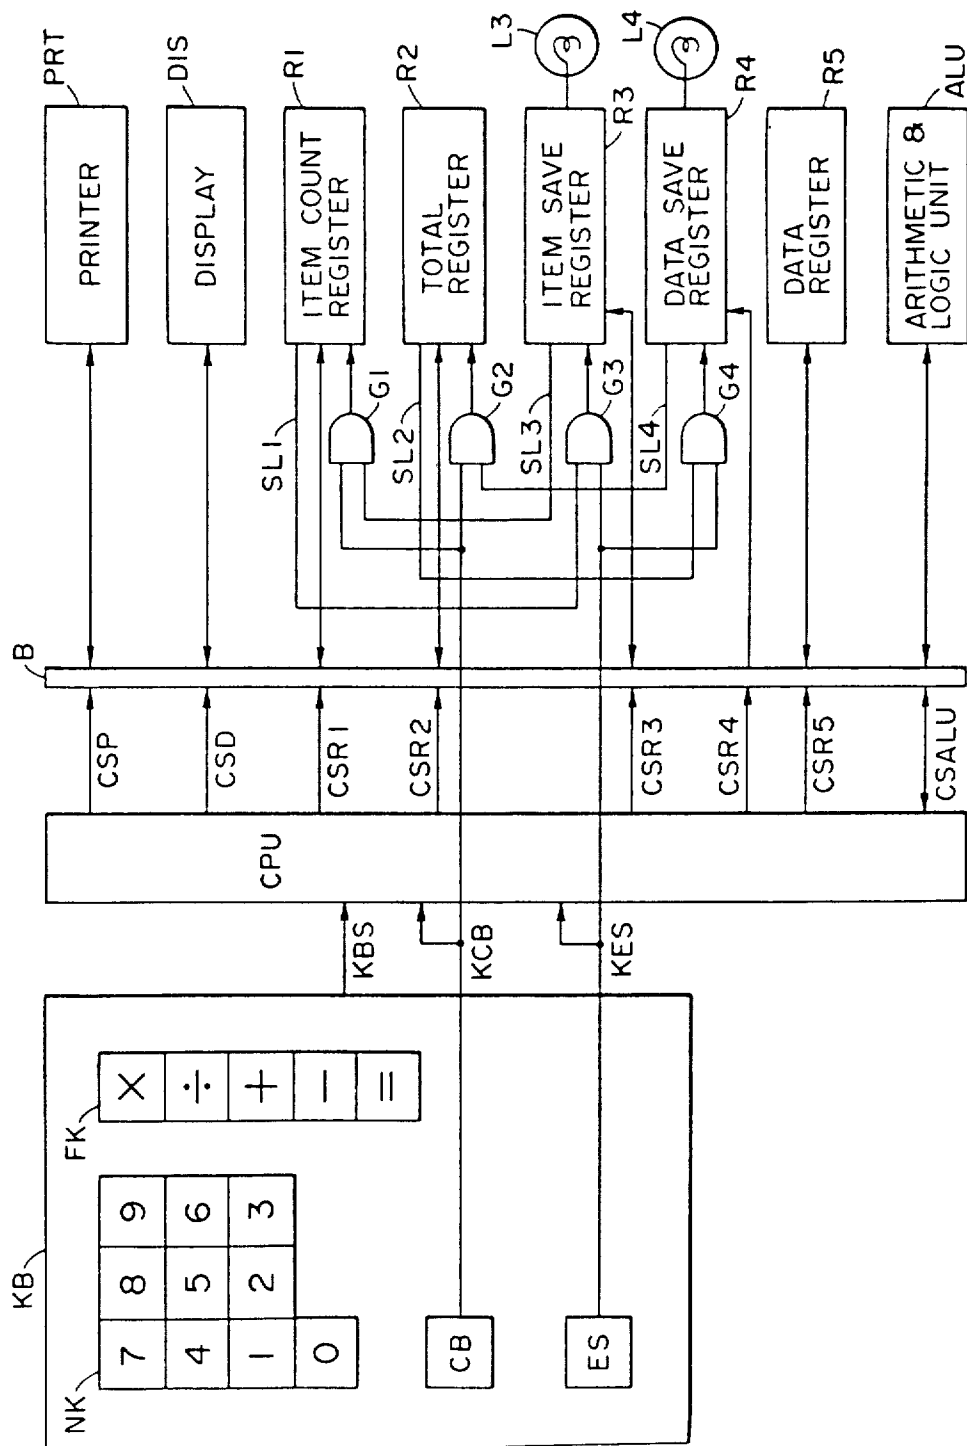 KB
NK
7 8 9
4 5 6
1 2 3
0
FK
×
÷
+
−
=
CB
ES
KBS
KCB
KES
CPU
CSP
CSD
CSR1
CSR2
CSR3
CSR4
CSR5
CSALU
B
SL1
G1
SL2
G2
SL3
G3
SL4
G4
PRINTER
PRT
DISPLAY
DIS
ITEM COUNT
REGISTER
R1
TOTAL
REGISTER
R2
ITEM SAVE
REGISTER
R3
L3
DATA SAVE
REGISTER
R4
L4
DATA
REGISTER
R5
ARITHMETIC &
LOGIC UNIT
ALU